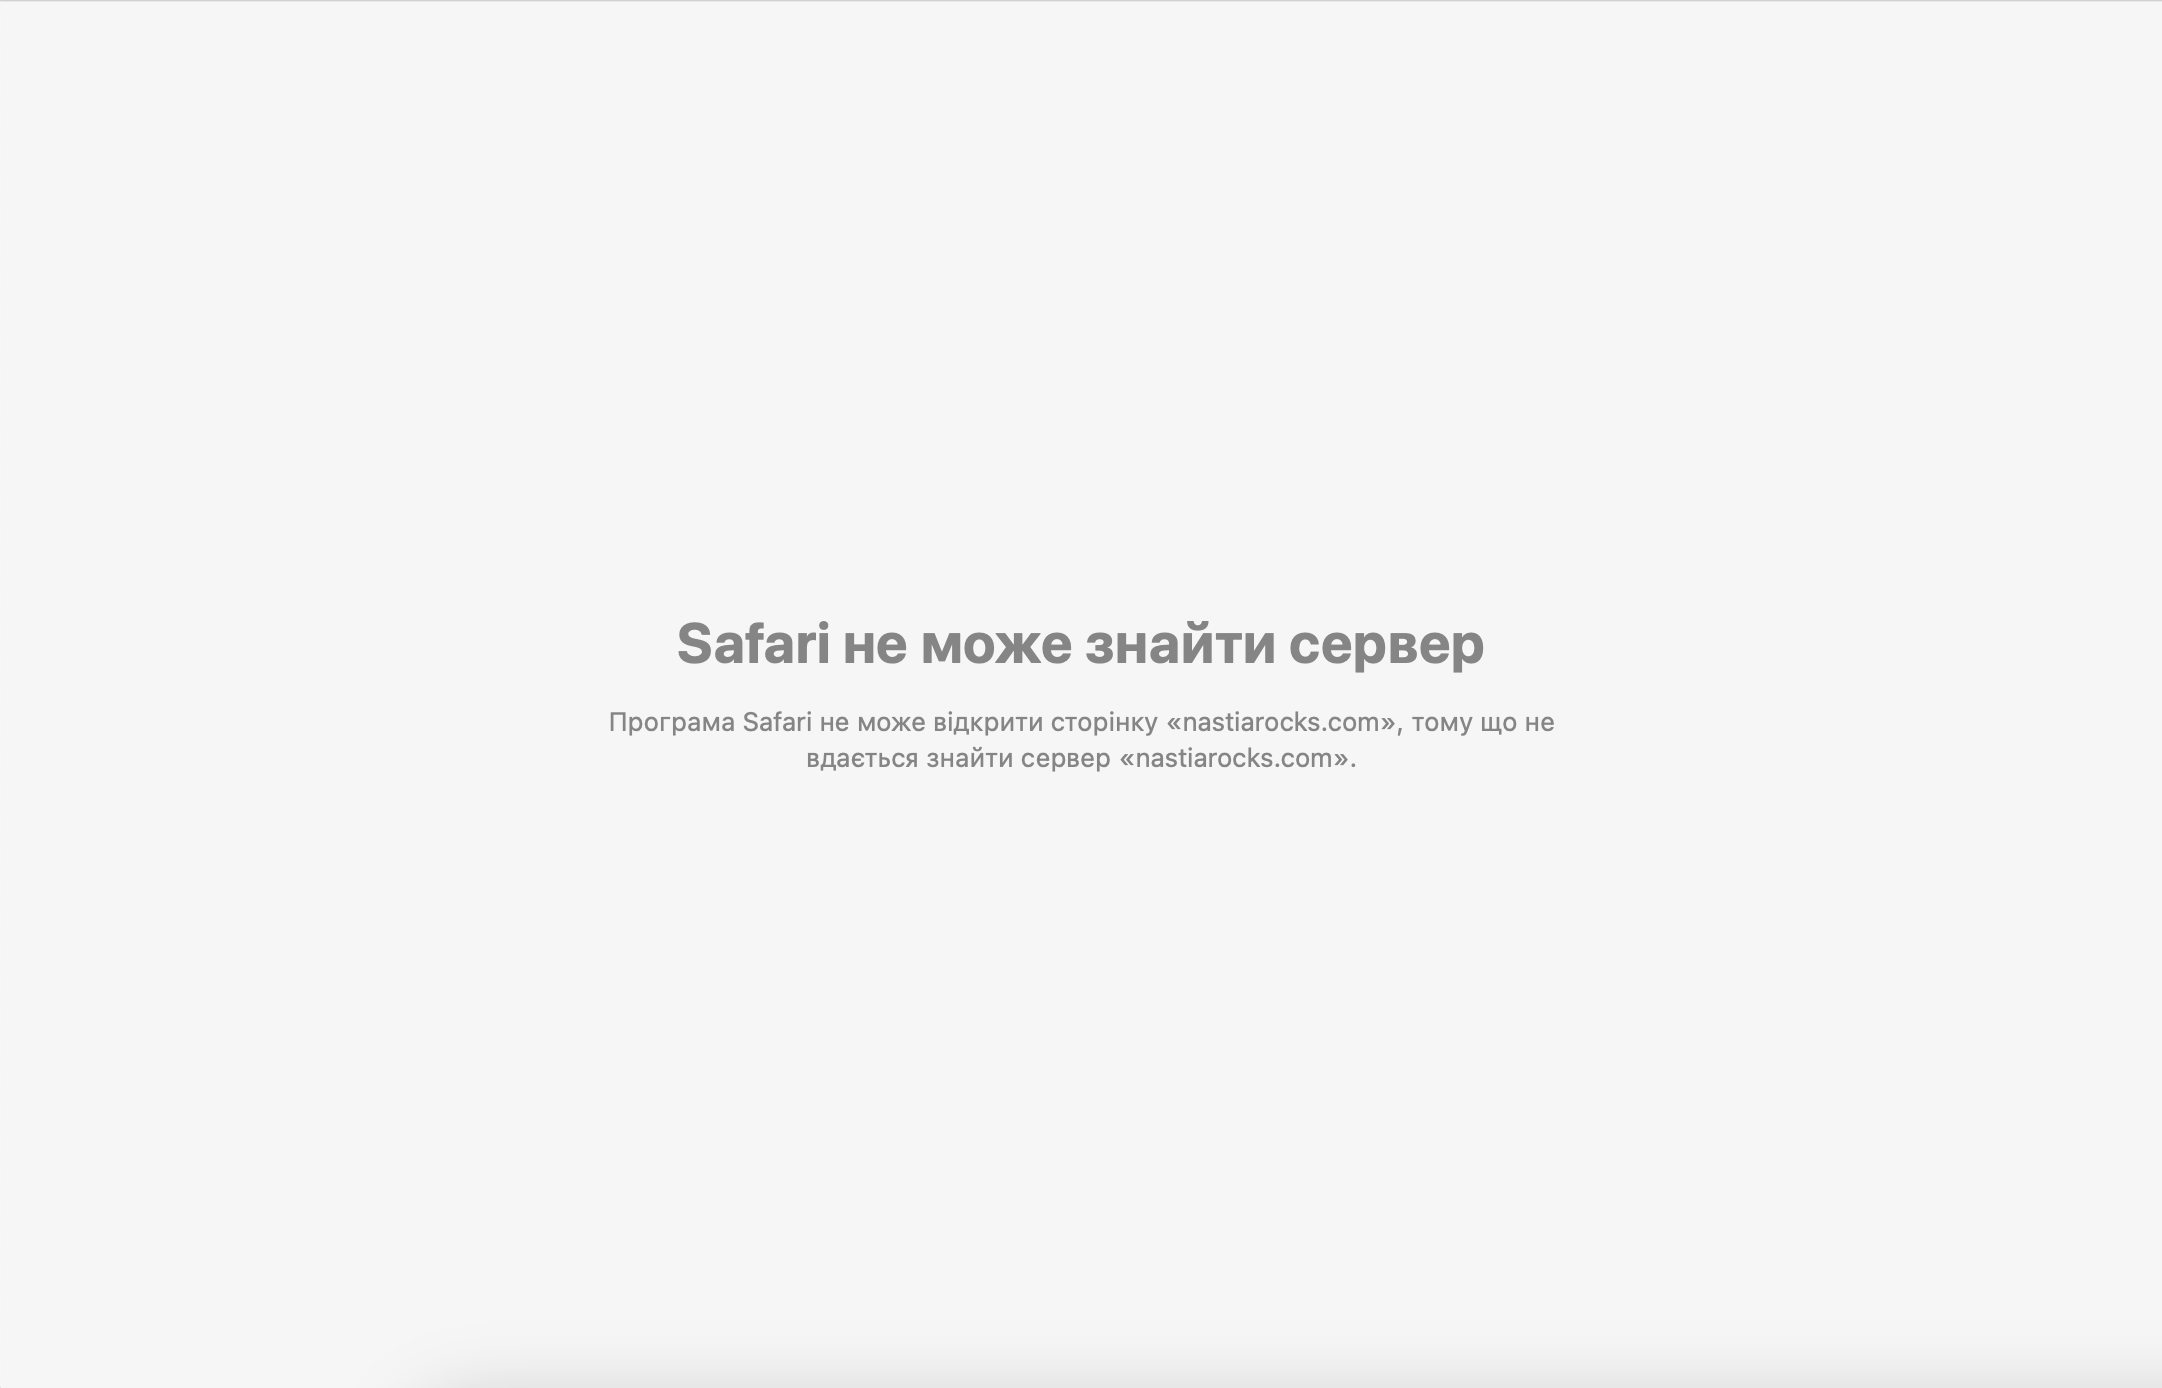 Safari не може знайти сервер
Програма Safari не може відкрити сторінку «nastiarocks.com», тому що не
вдається знайти сервер «nastiarocks.com».